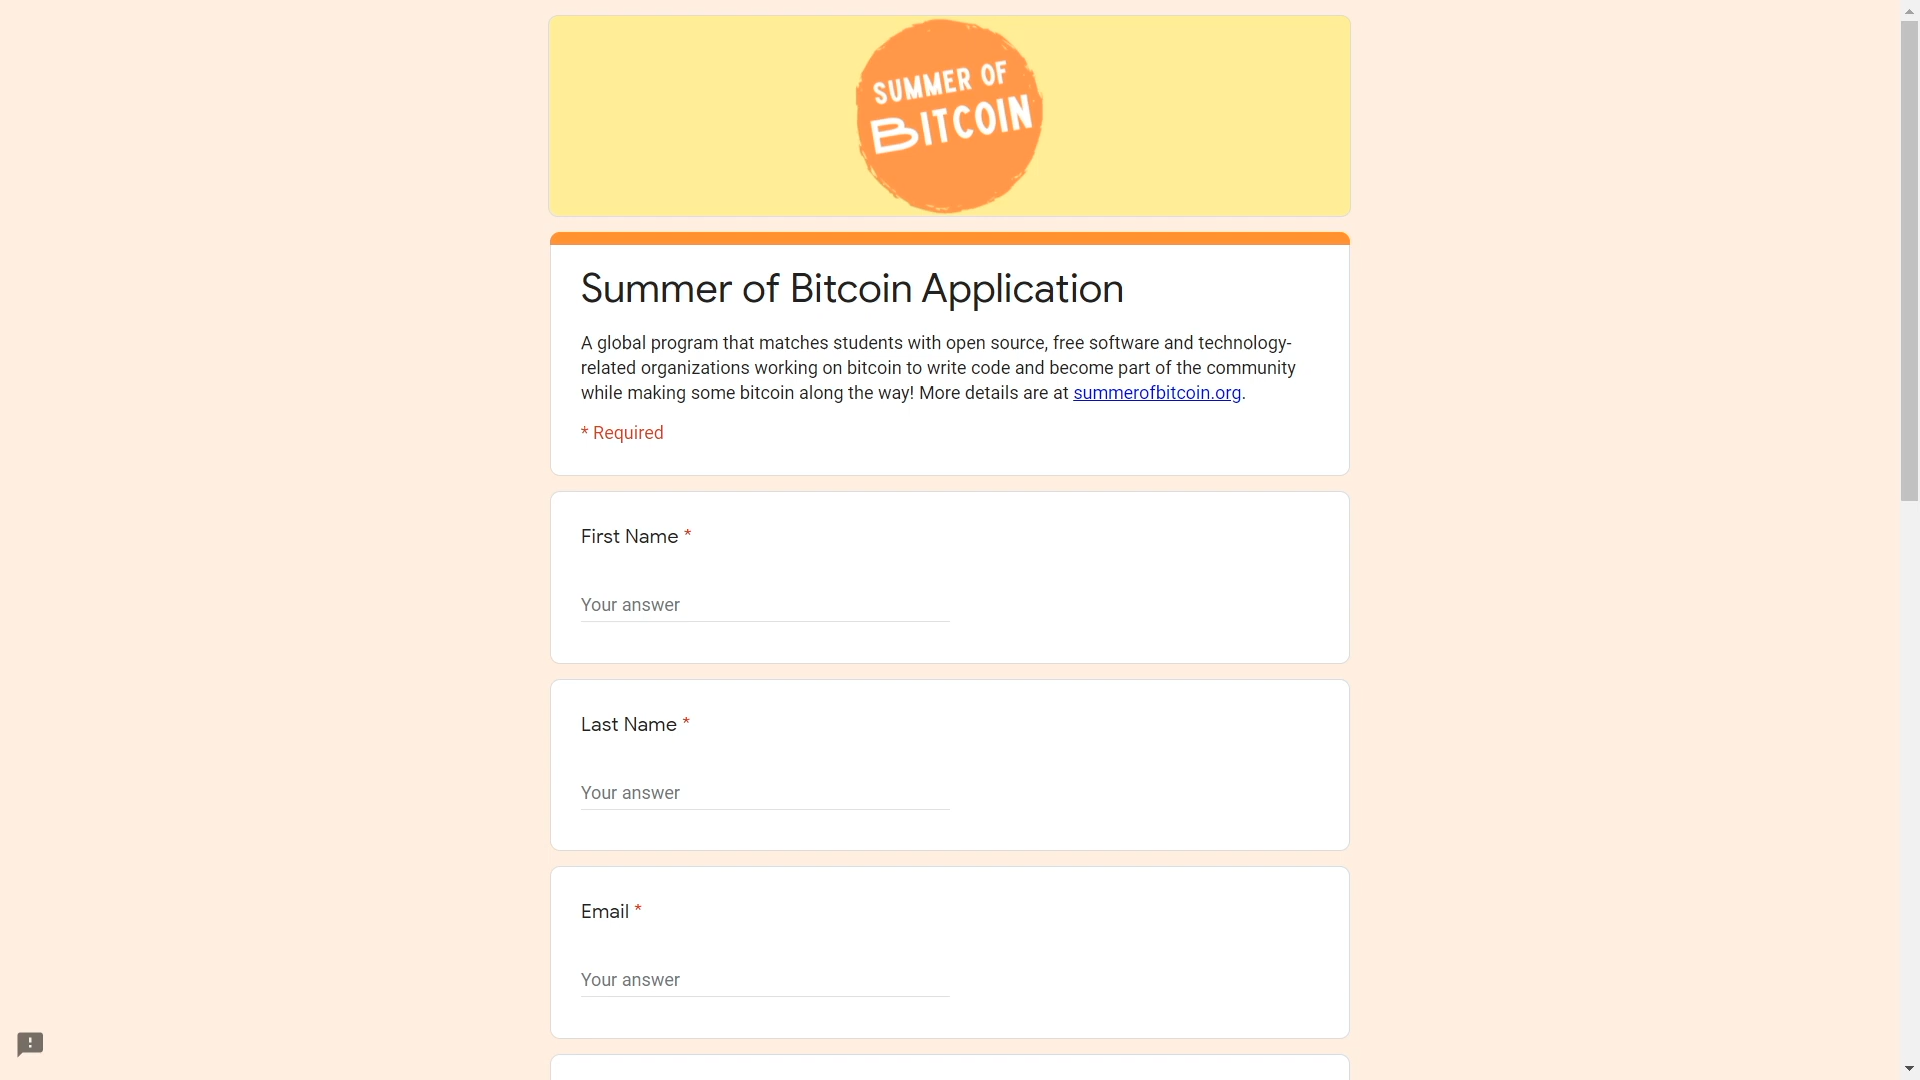 SUMMER OF
BITCOIN
Summer of Bitcoin Application
A global program that matches students with open source, free software and technology-
related organizations working on bitcoin to write code and become part of the community
while making some bitcoin along the way! More details are at summerofbitcoin.org.
* Required
First Name *
Your answer
Last Name *
Your answer
Email *
Your answer